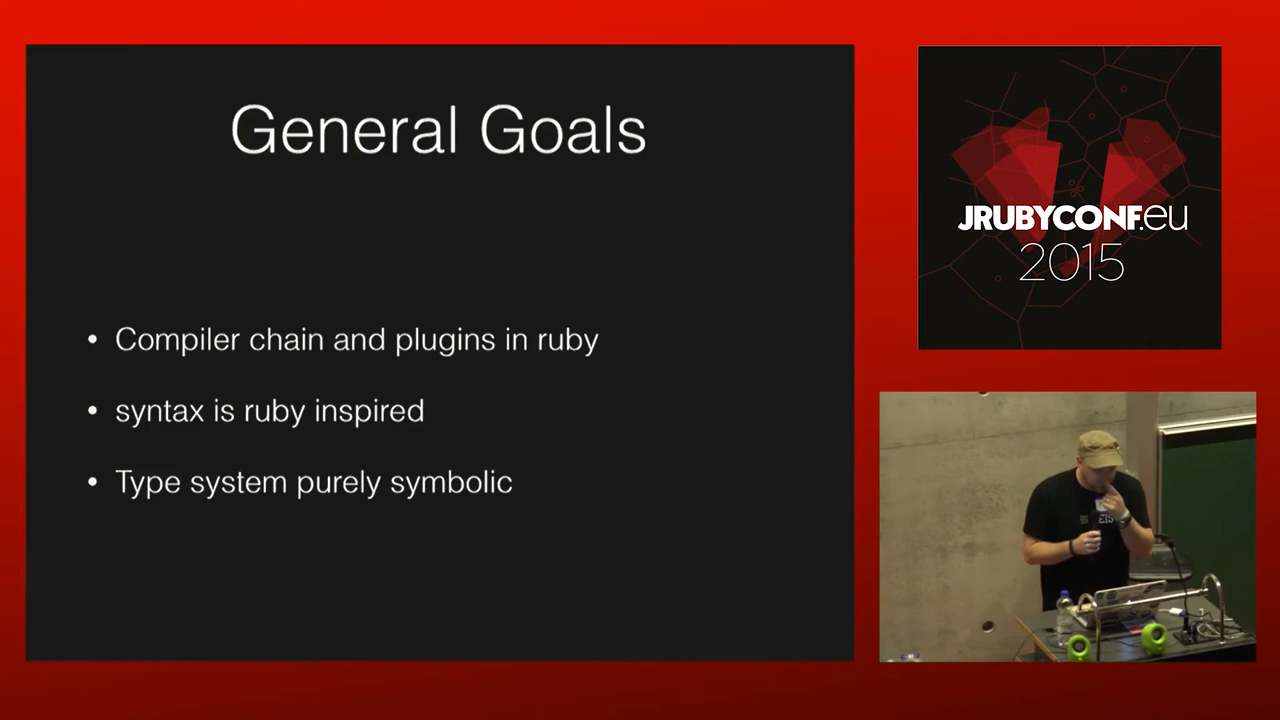 General Goals
• Compiler chain and plugins in ruby
• syntax is ruby inspired
• Type system purely symbolic
JRUBYCONF.eu
2015